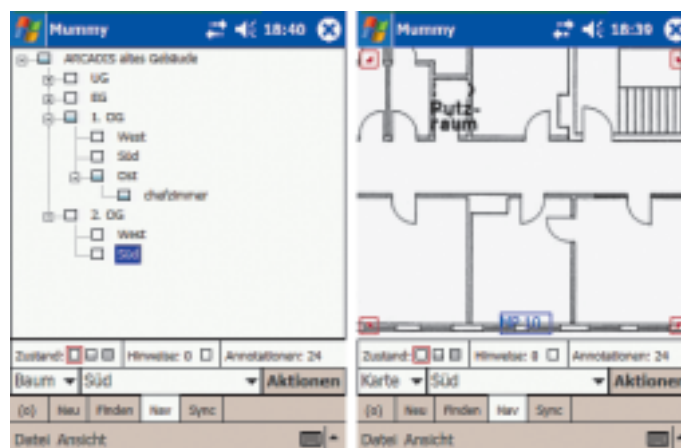 Mummy 18:40
ARCADIS altes Gebäude
UG
EG
1. OG
West
Süd
Ost
chefzimmer
2. OG
West
Süd
Zustand: Hinweise: 0 Annotationen: 24
Baum Süd Aktionen
(o) Neu Finden Nav Sync
Datei Ansicht
Mummy 18:39
Putz-
raum
Zustand: Hinweise: 0 Annotationen: 24
Karte Süd Aktionen
(o) Neu Finden Nav Sync
Datei Ansicht